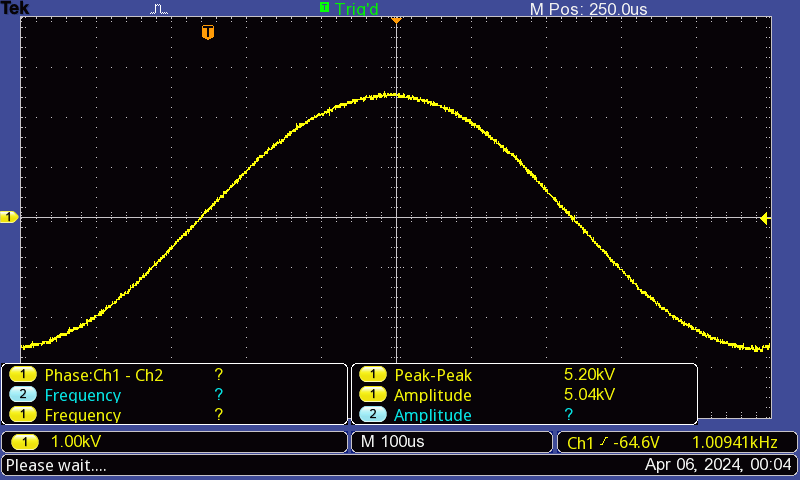 Tek T Trig'd M Pos: 250.0us
T
1
1 Phase:Ch1 - Ch2 ? 1 Peak-Peak 5.20kV
2 Frequency ? 1 Amplitude 5.04kV
1 Frequency ? 2 Amplitude ?
1 1.00kV M 100us Ch1 -64.6V 1.00941kHz
Please wait.... Apr 06, 2024, 00:04